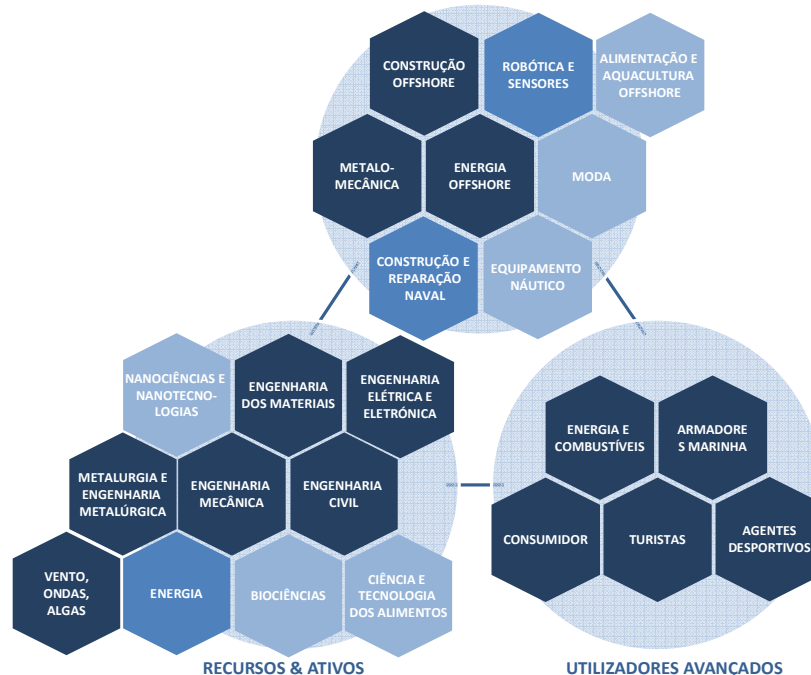 CONSTRUÇÃO
OFFSHORE
ROBÓTICA E
SENSORES
ALIMENTAÇÃO E
AQUACULTURA
OFFSHORE
METALO-
MECÂNICA
ENERGIA
OFFSHORE
MODA
CONSTRUÇÃO E
REPARAÇÃO
NAVAL
EQUIPAMENTO
NÁUTICO
NANOCIÊNCIAS E
NANOTECNO-
LOGIAS
ENGENHARIA
DOS MATERIAIS
ENGENHARIA
ELÉTRICA E
ELETRÓNICA
METALURGIA E
ENGENHARIA
METALÚRGICA
ENGENHARIA
MECÂNICA
ENGENHARIA
CIVIL
VENTO,
ONDAS,
ALGAS
ENERGIA
BIOCIÊNCIAS
CIÊNCIA E
TECNOLOGIA
DOS ALIMENTOS
RECURSOS & ATIVOS
ENERGIA E
COMBUSTÍVEIS
ARMADORE
S MARINHA
CONSUMIDOR
TURISTAS
AGENTES
DESPORTIVOS
UTILIZADORES AVANÇADOS